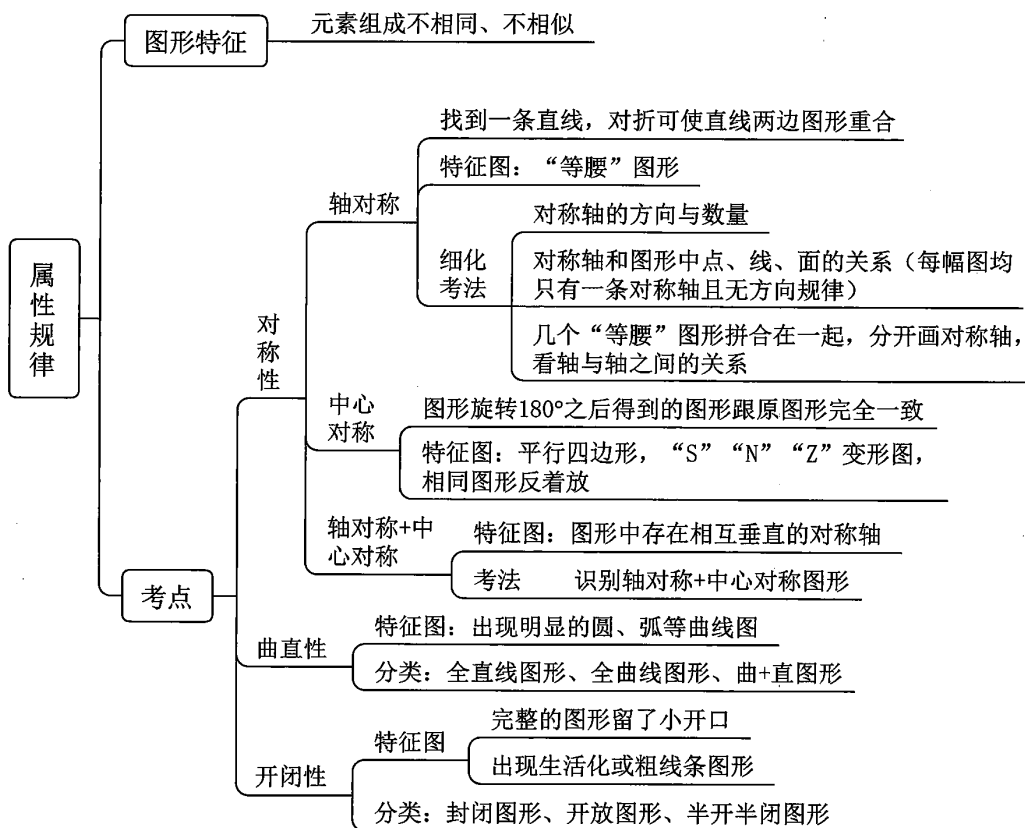 图形特征
元素组成不相同、不相似
属性规律
找到一条直线，对折可使直线两边图形重合
特征图：“等腰”图形
轴对称
对称轴的方向与数量
细化
考法
对称轴和图形中点、线、面的关系（每幅图均
只有一条对称轴且无方向规律）
几个“等腰”图形拼合在一起，分开画对称轴，
看轴与轴之间的关系
对称性
中心
对称
图形旋转180°之后得到的图形跟原图形完全一致
特征图：平行四边形，“S”“N”“Z”变形图，
相同图形反着放
轴对称+中
心对称
特征图：图形中存在相互垂直的对称轴
考法 识别轴对称+中心对称图形
考点
曲直性
特征图：出现明显的圆、弧等曲线图
分类：全直线图形、全曲线图形、曲+直图形
开闭性
特征图
完整的图形留了小开口
出现生活化或粗线条图形
分类：封闭图形、开放图形、半开半闭图形